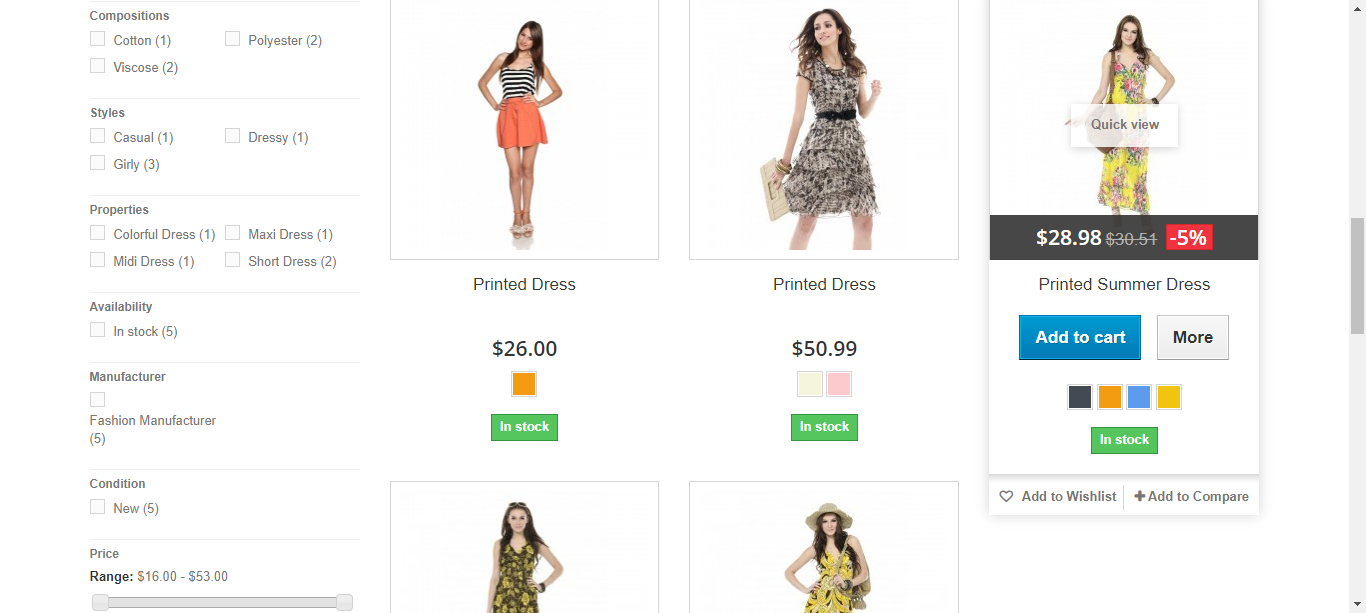 Compositions
Cotton (1)
Polyester (2)
Viscose (2)
Styles
Casual (1)
Dressy (1)
Girly (3)
Properties
Colorful Dress (1)
Maxi Dress (1)
Midi Dress (1)
Short Dress (2)
Availability
In stock (5)
Manufacturer
Fashion Manufacturer
(5)
Condition
New (5)
Price
Range: $16.00 - $53.00
Printed Dress
$26.00
In stock
Printed Dress
$50.99
In stock
Quick view
$28.98 $30.51 -5%
Printed Summer Dress
Add to cart
More
In stock
Add to Wishlist
Add to Compare